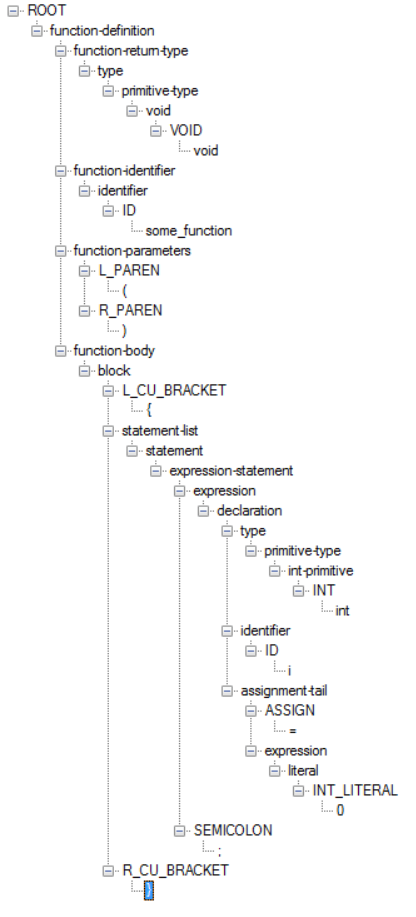 ROOT
function-definition
function-return-type
type
primitive-type
void
VOID
void
function-identifier
identifier
ID
some_function
function-parameters
L_PAREN
(
R_PAREN
)
function-body
block
L_CU_BRACKET
{
statement-list
statement
expression-statement
expression
declaration
type
primitive-type
int-primitive
INT
int
identifier
ID
i
assignment-tail
ASSIGN
=
expression
literal
INT_LITERAL
0
SEMICOLON
;
R_CU_BRACKET
}